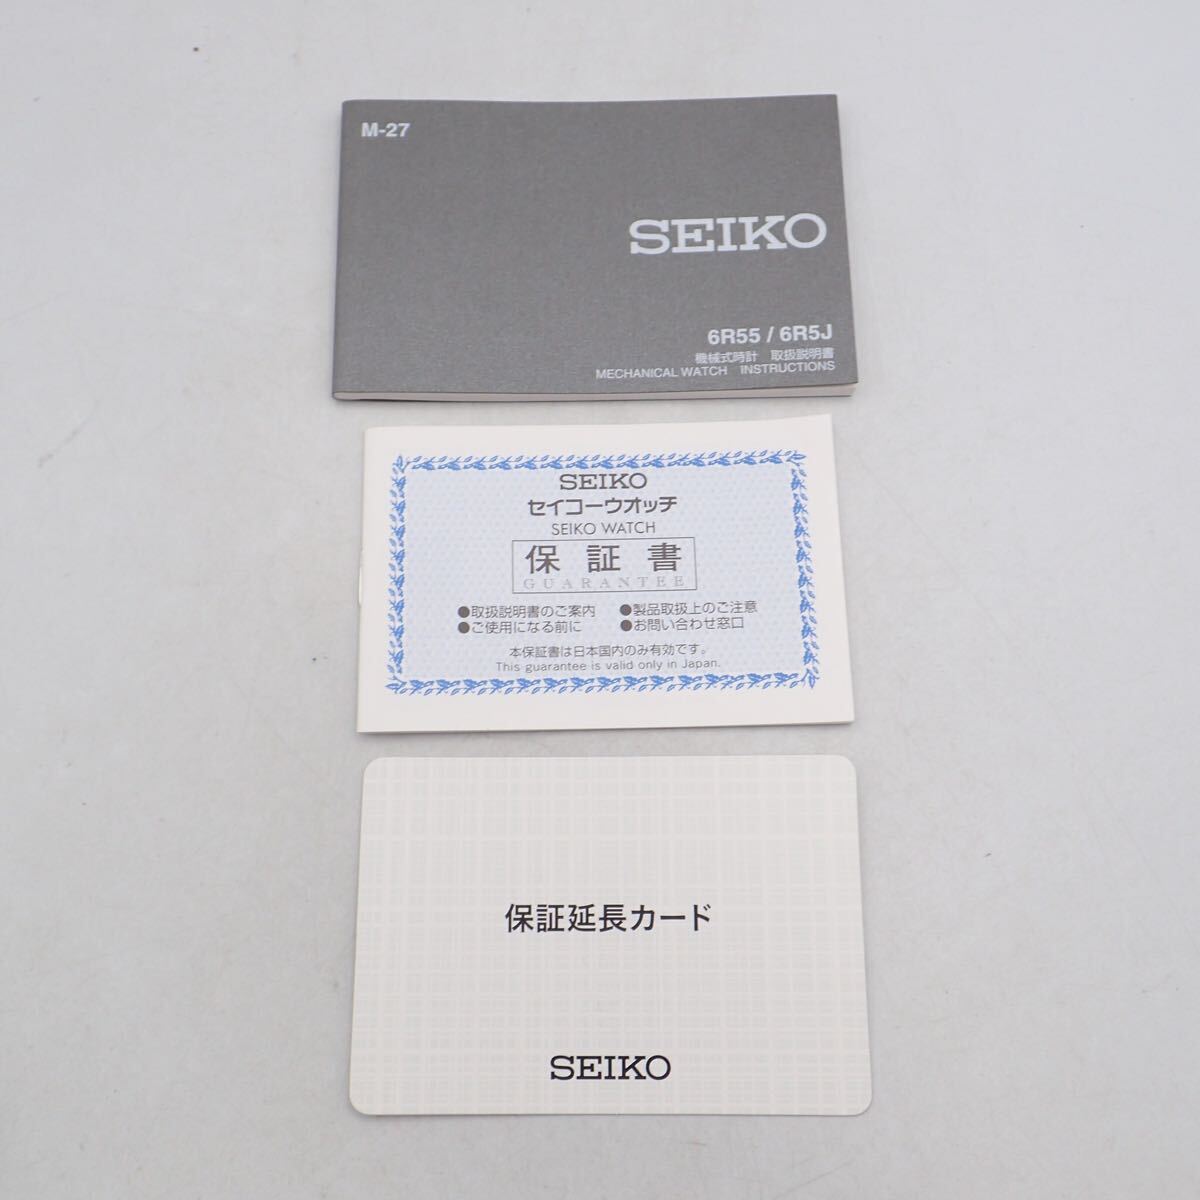 M-27
SEIKO
6R55 / 6R5J
機械式時計 取扱説明書
MECHANICAL WATCH INSTRUCTIONS
SEIKO
セイコーウオッチ
SEIKO WATCH
保証書
GUARANTEE
●取扱説明書のご案内 ●製品取扱上のご注意
●ご使用になる前に ●お問い合わせ窓口
本保証書は日本国内のみ有効です。
This guarantee is valid only in Japan.
保証延長カード
SEIKO